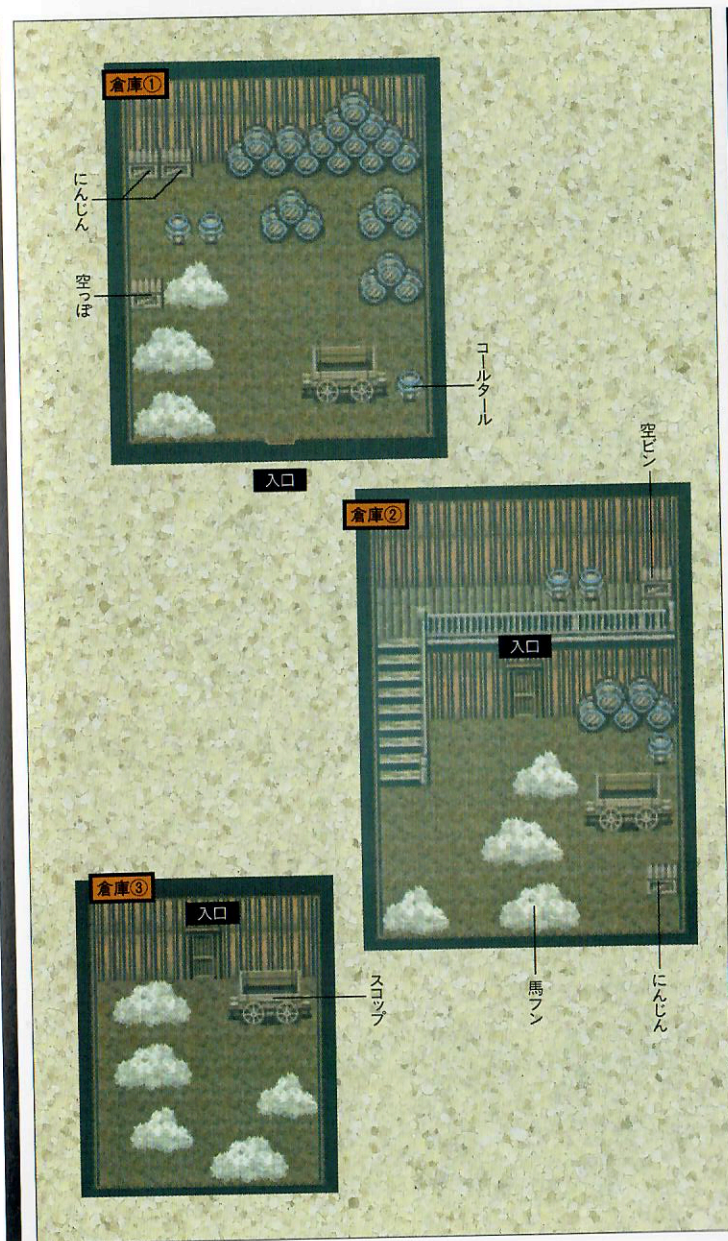 倉庫①
にんじん
空っぽ
コールタール
入口
倉庫②
空ビン
入口
にんじん
馬フン
倉庫③
入口
スコップ